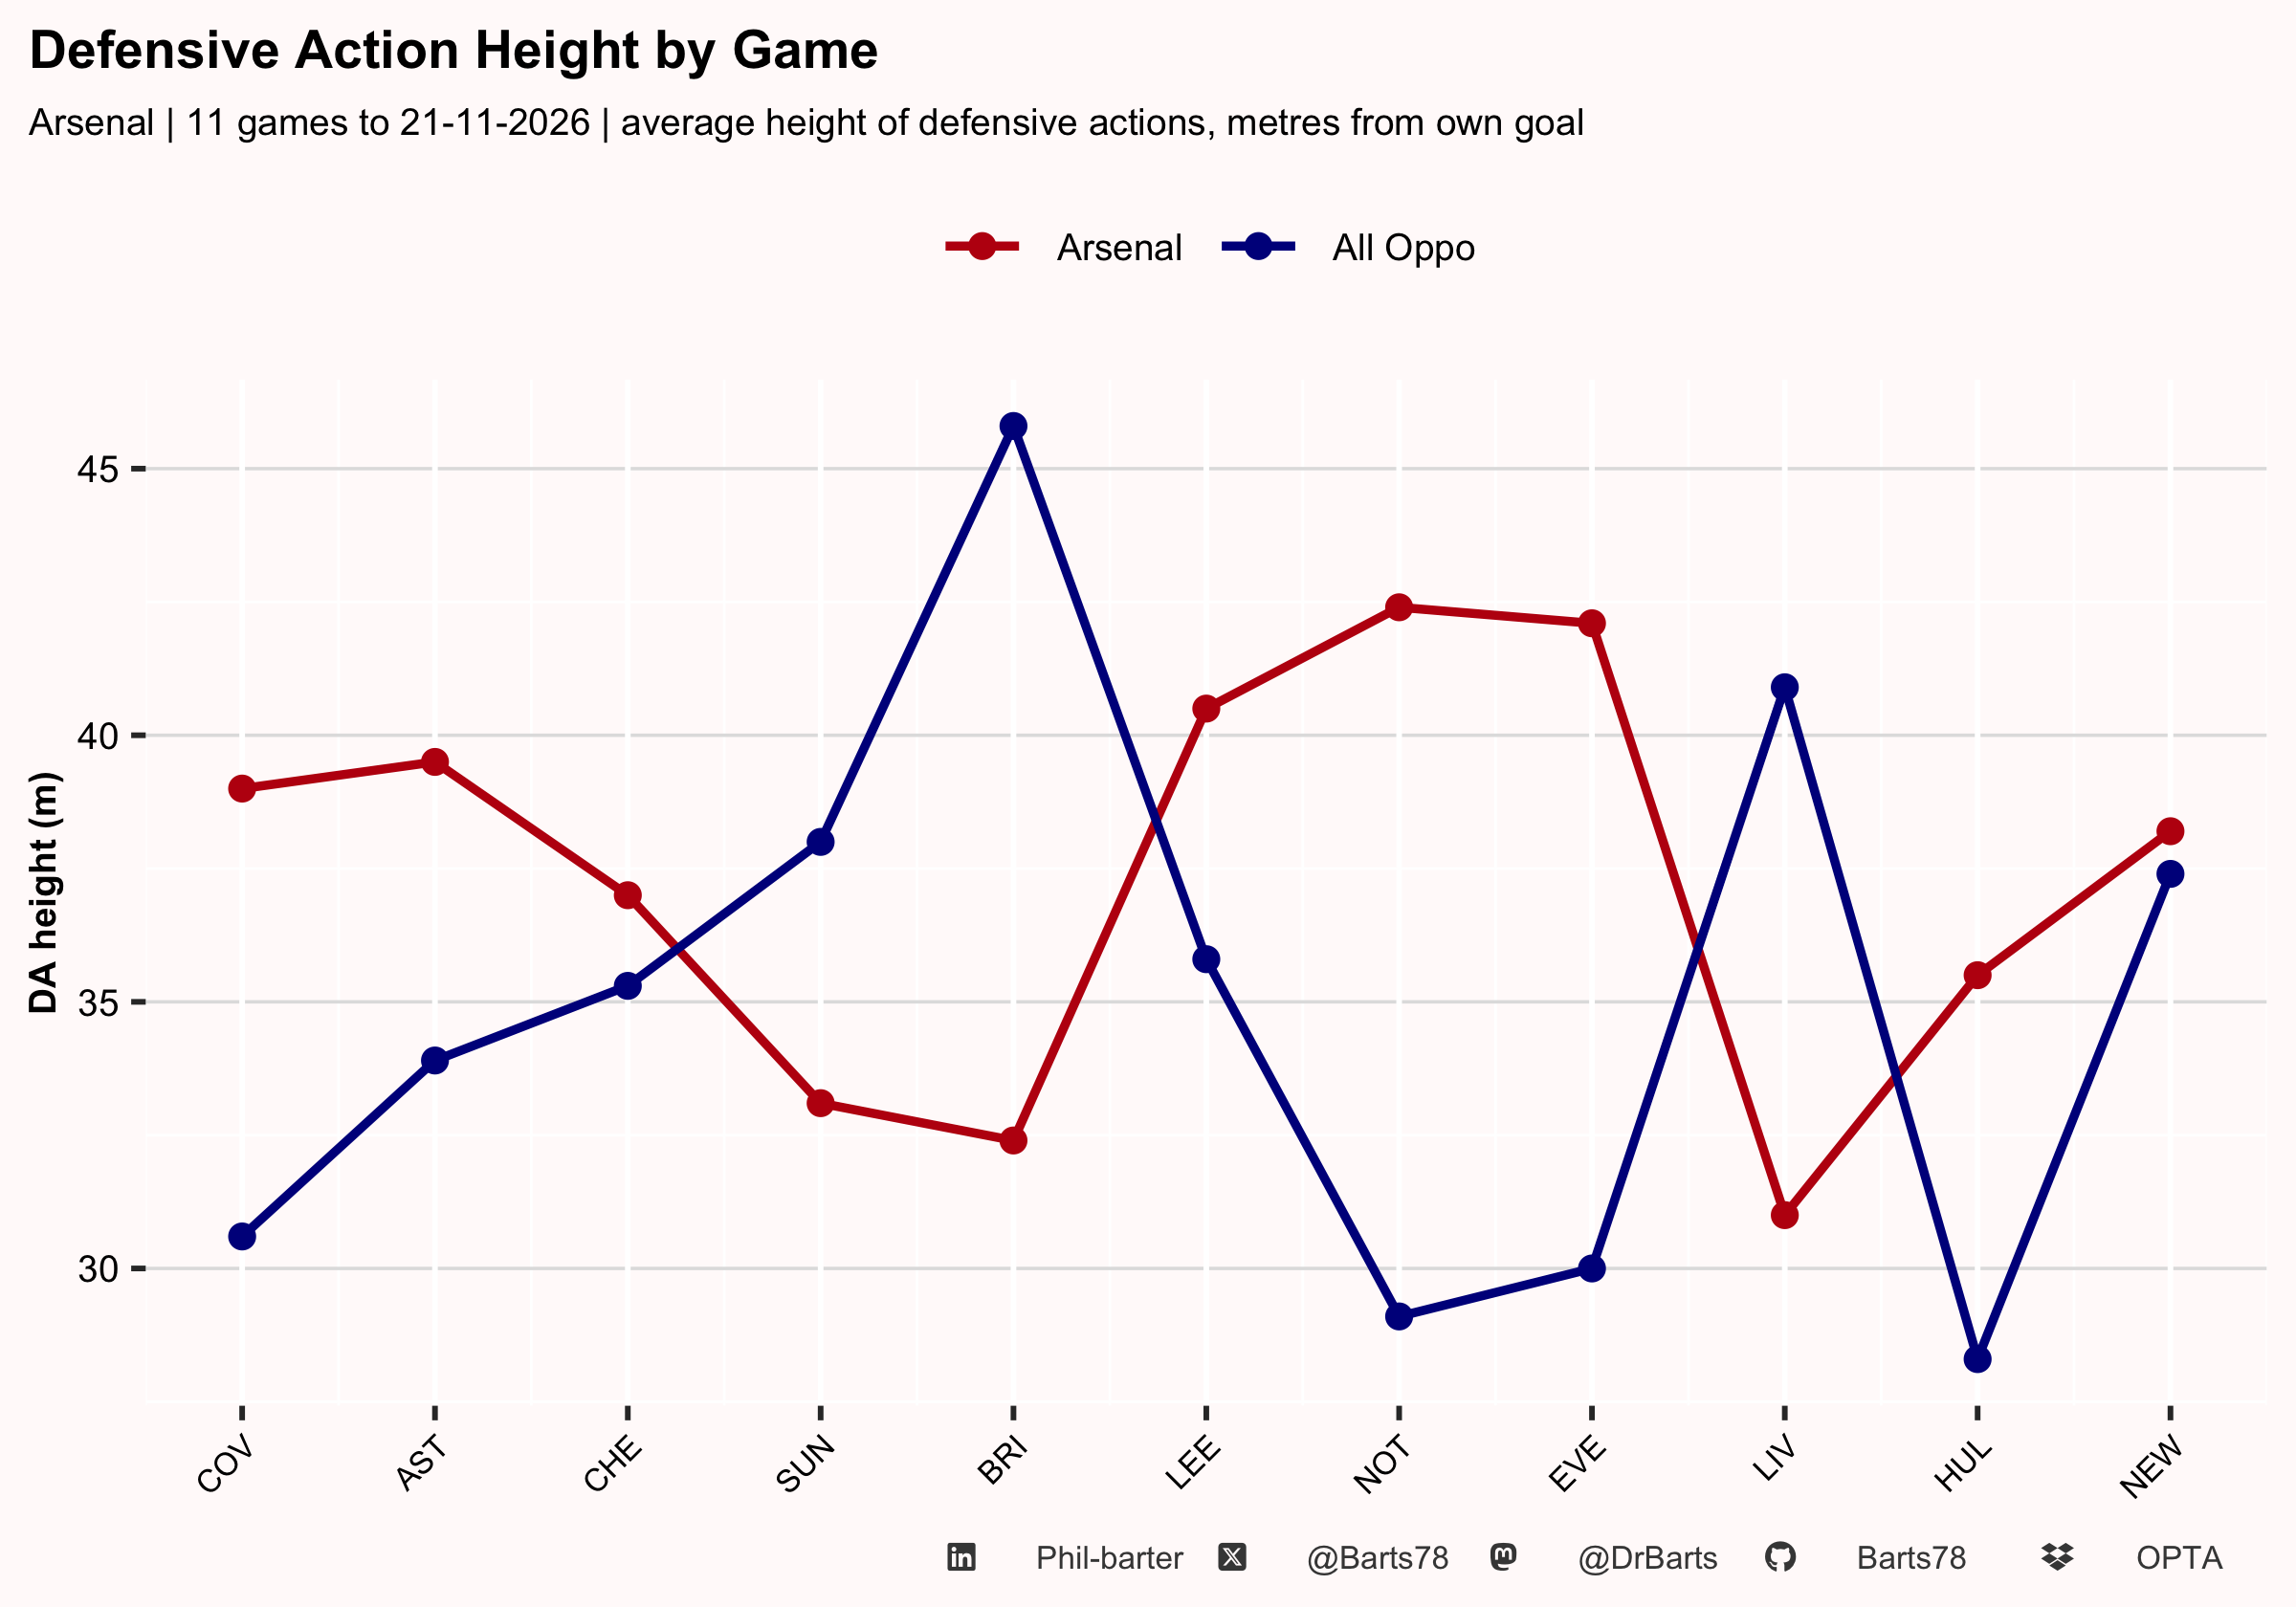 Defensive Action Height by Game
Arsenal | 11 games to 21-11-2026 | average height of defensive actions, metres from own goal
Arsenal All Oppo
DA height (m)
45
40
35
30
COV AST CHE SUN BRI LEE NOT EVE LIV HUL NEW
Phil-barter @Barts78 @DrBarts Barts78 OPTA